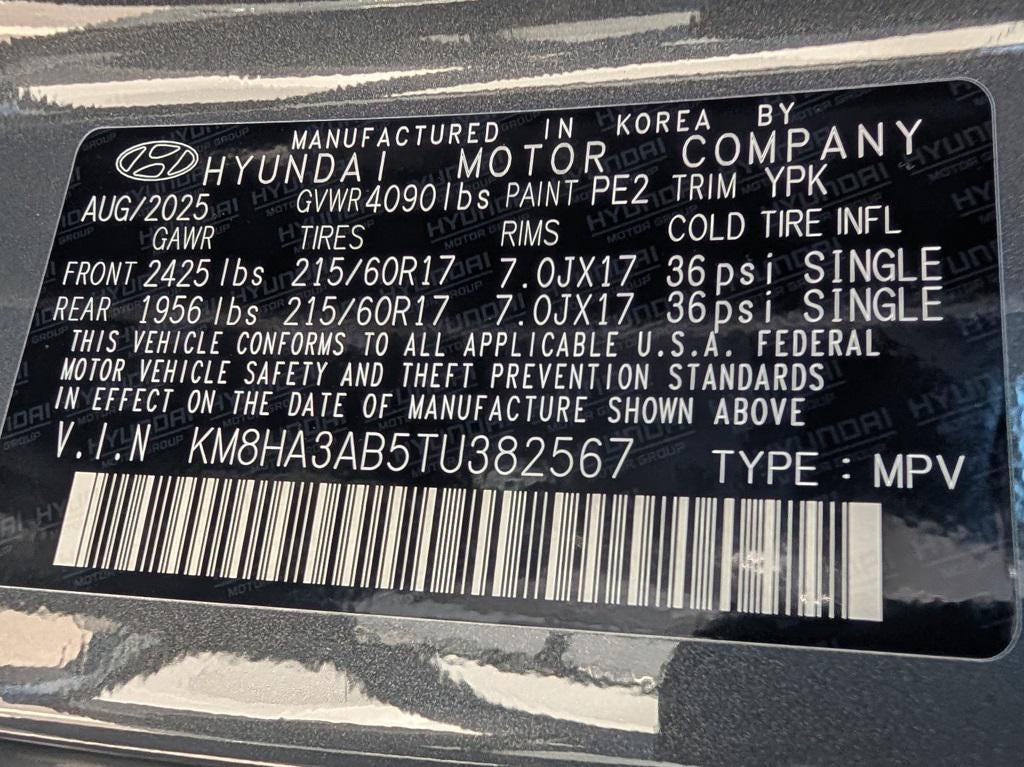 MANUFACTURED IN KOREA BY
HYUNDAI MOTOR COMPANY
AUG/2025 GVWR 4090 lbs PAINT PE2 TRIM YPK
GAWR TIRES RIMS COLD TIRE INFL
FRONT 2425 lbs 215/60R17 7.0JX17 36psi SINGLE
REAR 1956 lbs 215/60R17 7.0JX17 36psi SINGLE
THIS VEHICLE CONFORMS TO ALL APPLICABLE U.S.A. FEDERAL
MOTOR VEHICLE SAFETY AND THEFT PREVENTION STANDARDS
IN EFFECT ON THE DATE OF MANUFACTURE SHOWN ABOVE
V.I.N KM8HA3AB5TU382567 TYPE : MPV